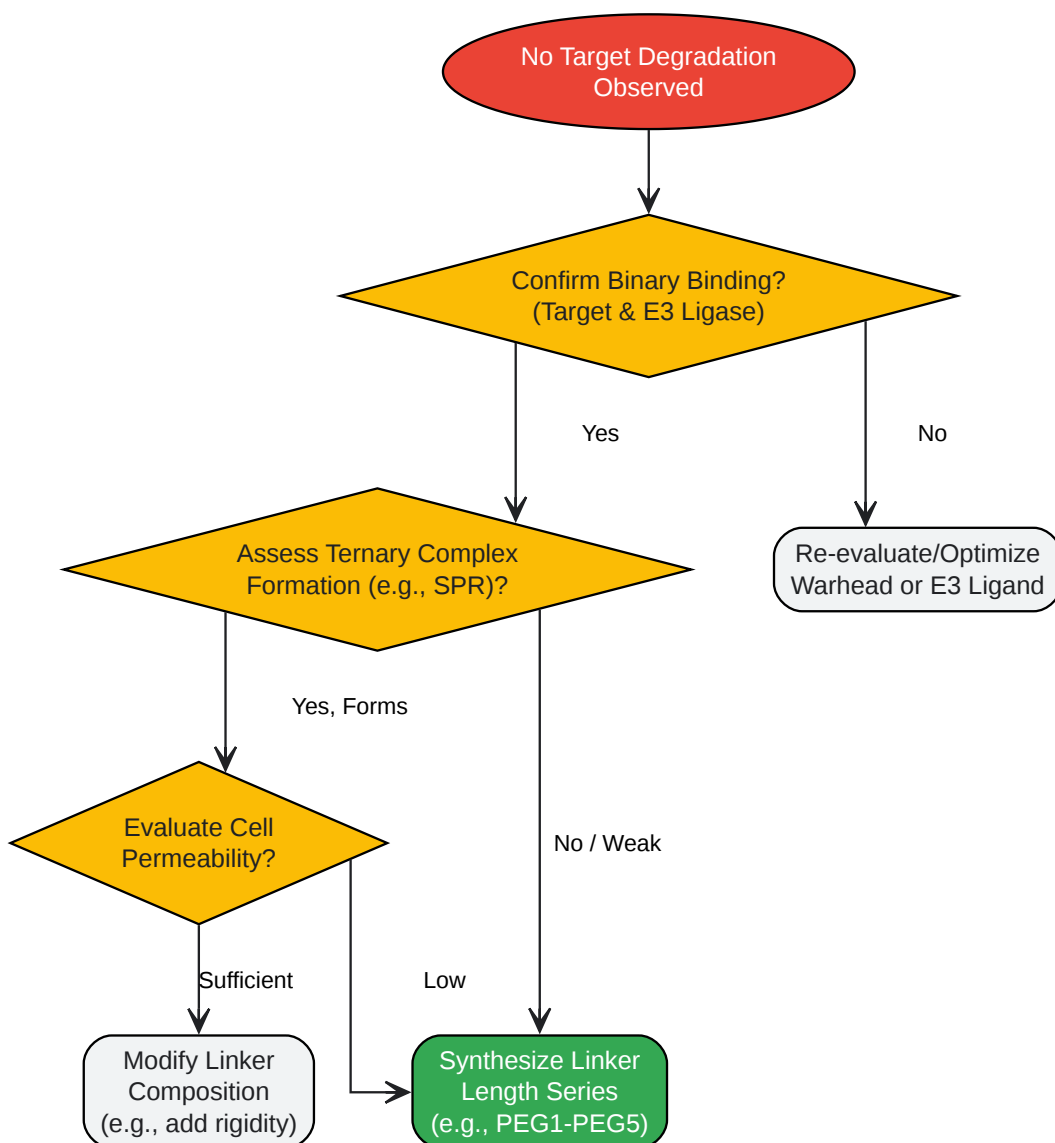 No Target Degradation
Observed
Confirm Binary Binding?
(Target & E3 Ligase)
Yes
No
Assess Ternary Complex
Formation (e.g., SPR)?
Re-evaluate/Optimize
Warhead or E3 Ligand
Yes, Forms
Evaluate Cell
Permeability?
No / Weak
Sufficient
Low
Modify Linker
Composition
(e.g., add rigidity)
Synthesize Linker
Length Series
(e.g., PEG1-PEG5)